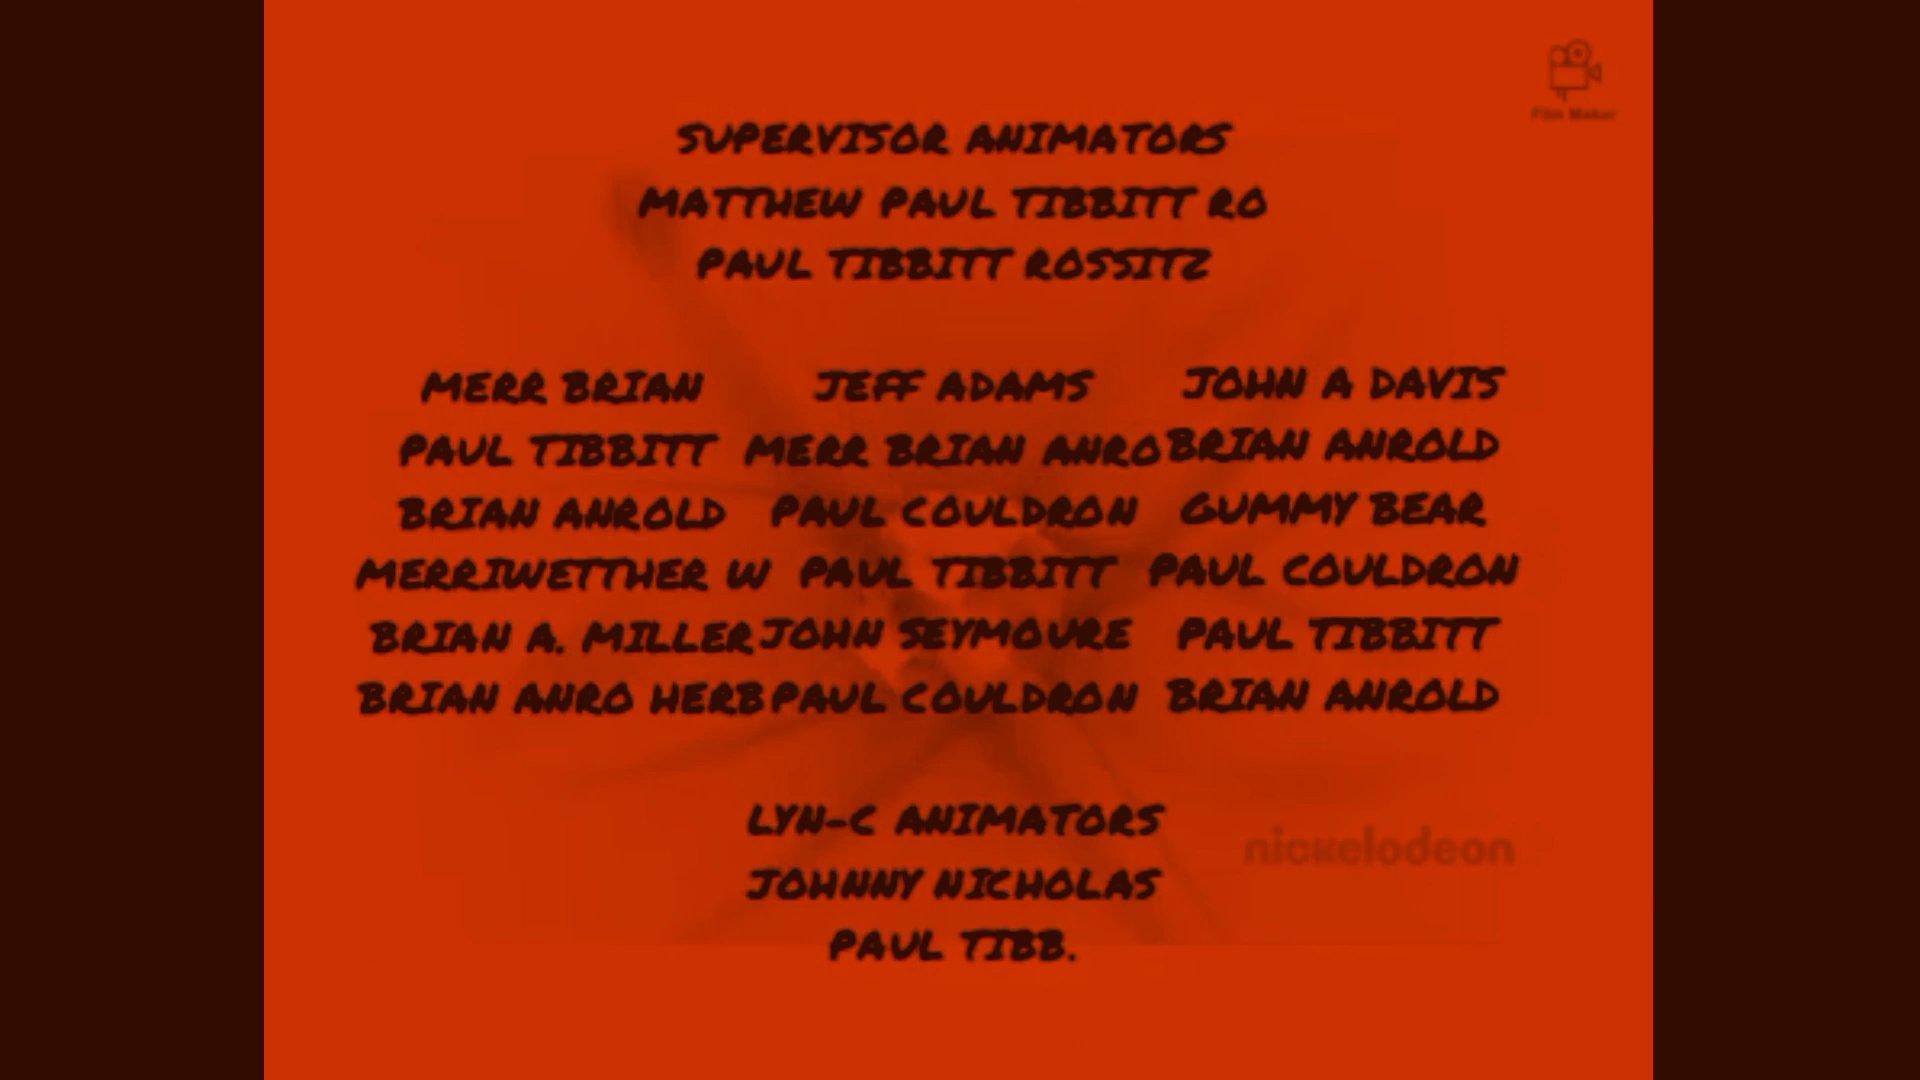 Film Maker
SUPERVISOR ANIMATORS
MATTHEW PAUL TIBBITT RO
PAUL TIBBITT ROSSITZ
MERR BRIAN JEFF ADAMS JOHN A DAVIS
PAUL TIBBITT MERR BRIAN ANRO BRIAN ANROLD
BRIAN ANROLD PAUL COULDRON GUMMY BEAR
MERRIWETTHER W PAUL TIBBITT PAUL COULDRON
BRIAN A. MILLER JOHN SEYMOURE PAUL TIBBITT
BRIAN ANRO HERB PAUL COULDRON BRIAN ANROLD
LYN-C ANIMATORS
nickelodeon
JOHNNY NICHOLAS
PAUL TIBB.